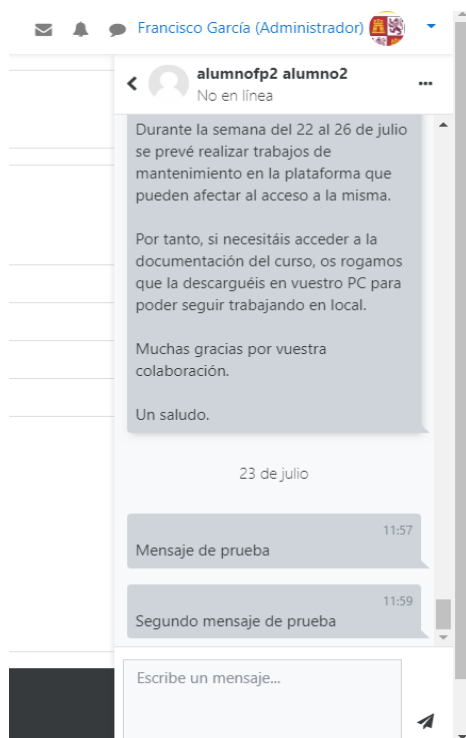 Francisco García (Administrador)
alumnofp2 alumno2
No en línea
Durante la semana del 22 al 26 de julio
se prevé realizar trabajos de
mantenimiento en la plataforma que
pueden afectar al acceso a la misma.
Por tanto, si necesitáis acceder a la
documentación del curso, os rogamos
que la descarguéis en vuestro PC para
poder seguir trabajando en local.
Muchas gracias por vuestra
colaboración.
Un saludo.
23 de julio
11:57
Mensaje de prueba
11:59
Segundo mensaje de prueba
Escribe un mensaje...